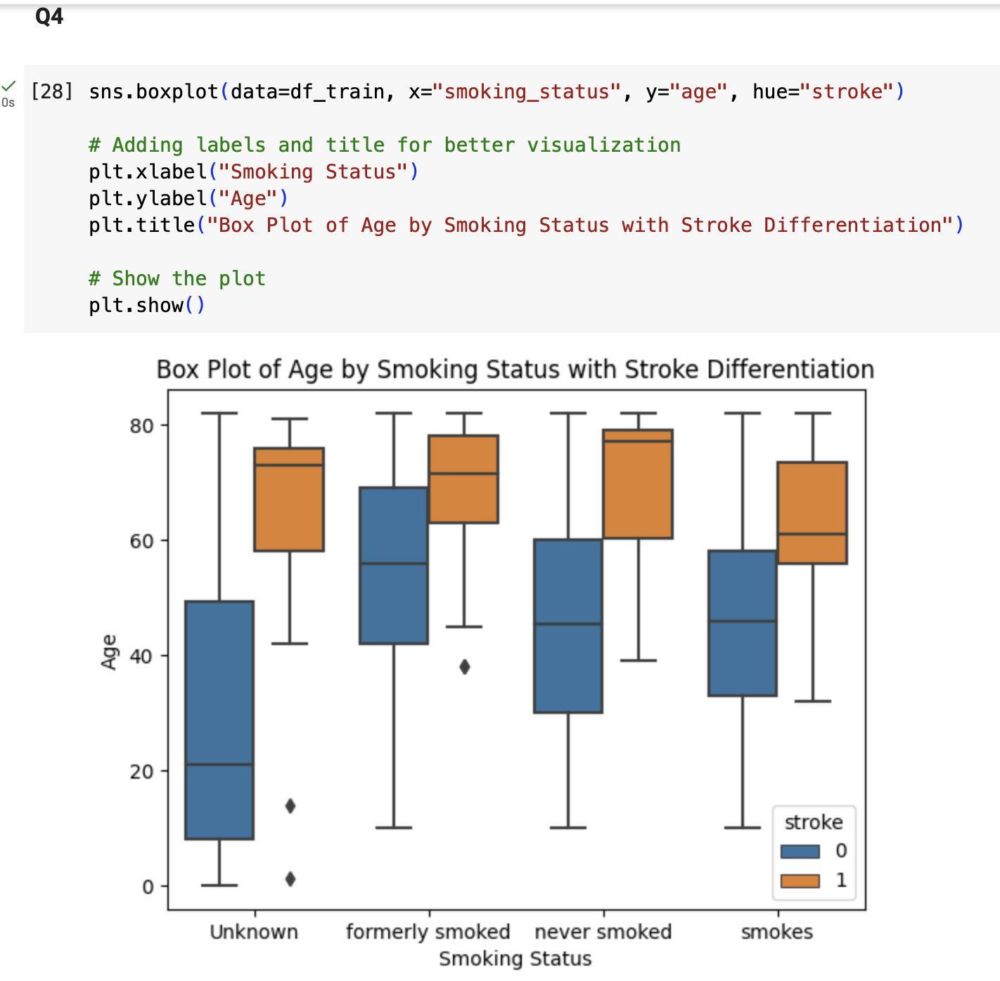 Q4
[28] sns.boxplot(data=df_train, x="smoking_status", y="age", hue="stroke")
0s
# Adding labels and title for better visualization
plt.xlabel("Smoking Status")
plt.ylabel("Age")
plt.title("Box Plot of Age by Smoking Status with Stroke Differentiation")
# Show the plot
plt.show()
Box Plot of Age by Smoking Status with Stroke Differentiation
80
60
Age
40
20
0
stroke
0
1
Unknown formerly smoked never smoked smokes
Smoking Status